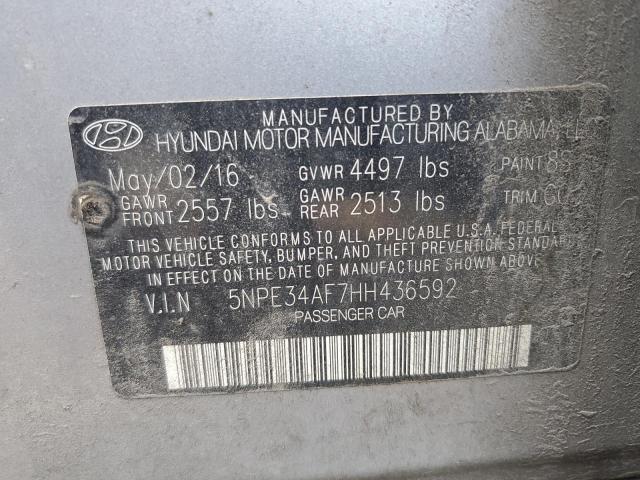 MANUFACTURED BY
HYUNDAI MOTOR MANUFACTURING ALABAMA,
May/02/16 GVWR 4497 lbs PAINT
GAWR FRONT 2557 lbs GAWR REAR 2513 lbs TRIM
THIS VEHICLE CONFORMS TO ALL APPLICABLE U.S.A. FEDERAL
MOTOR VEHICLE SAFETY, BUMPER, AND THEFT PREVENTION STANDARDS
IN EFFECT ON THE DATE OF MANUFACTURE SHOWN ABOVE.
V.I.N 5NPE34AF7HH436592
PASSENGER CAR